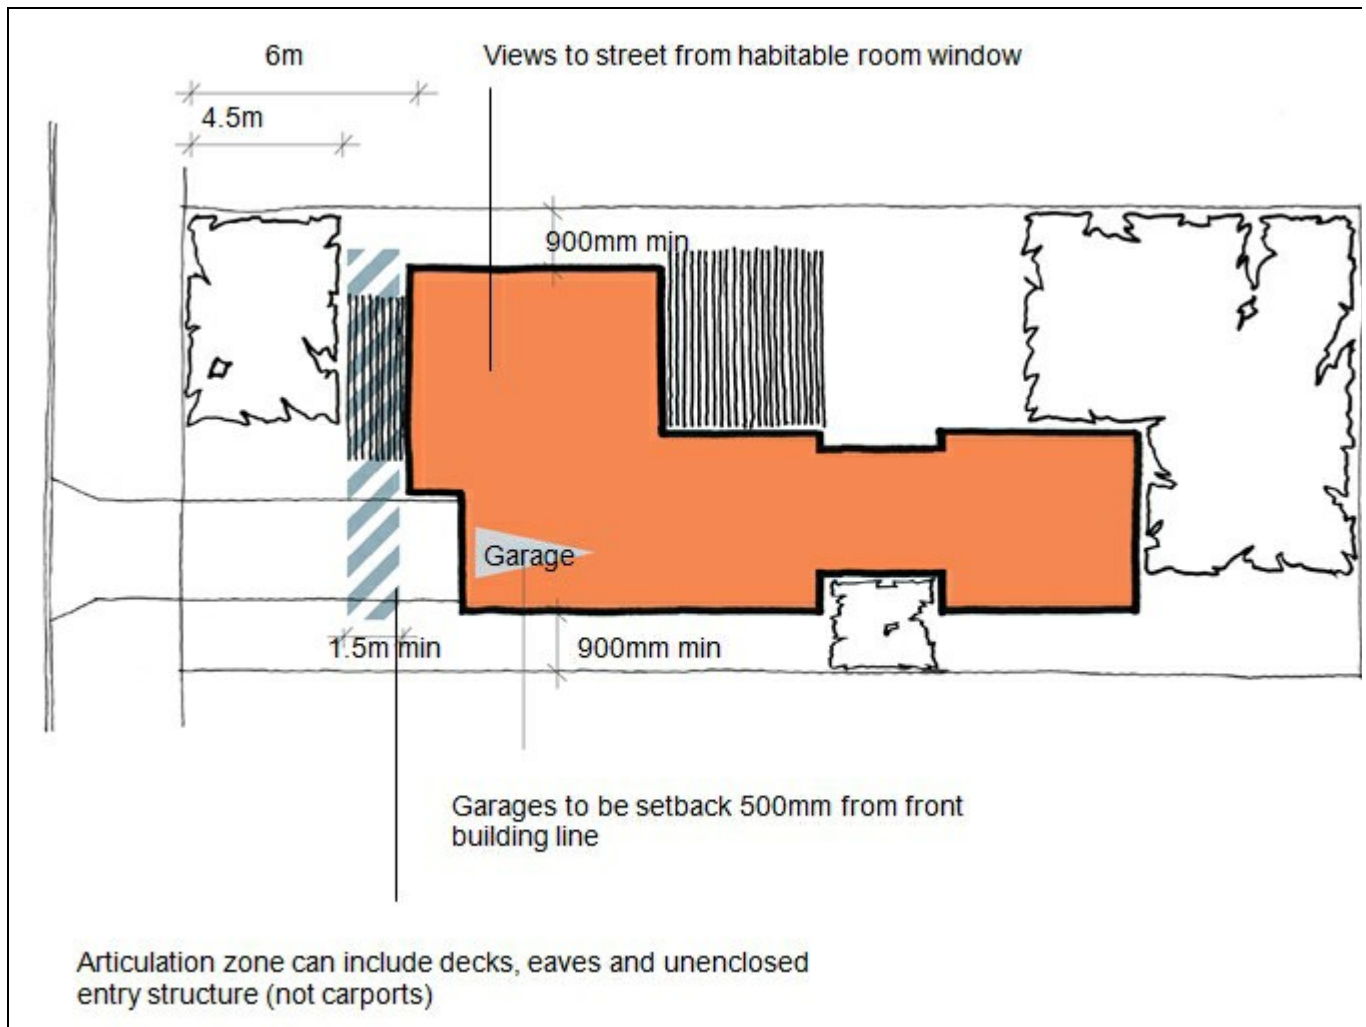 6m
Views to street from habitable room window
4.5m
900mm min
Garage
1.5m min
900mm min
Garages to be setback 500mm from front
building line
Articulation zone can include decks, eaves and unenclosed
entry structure (not carports)